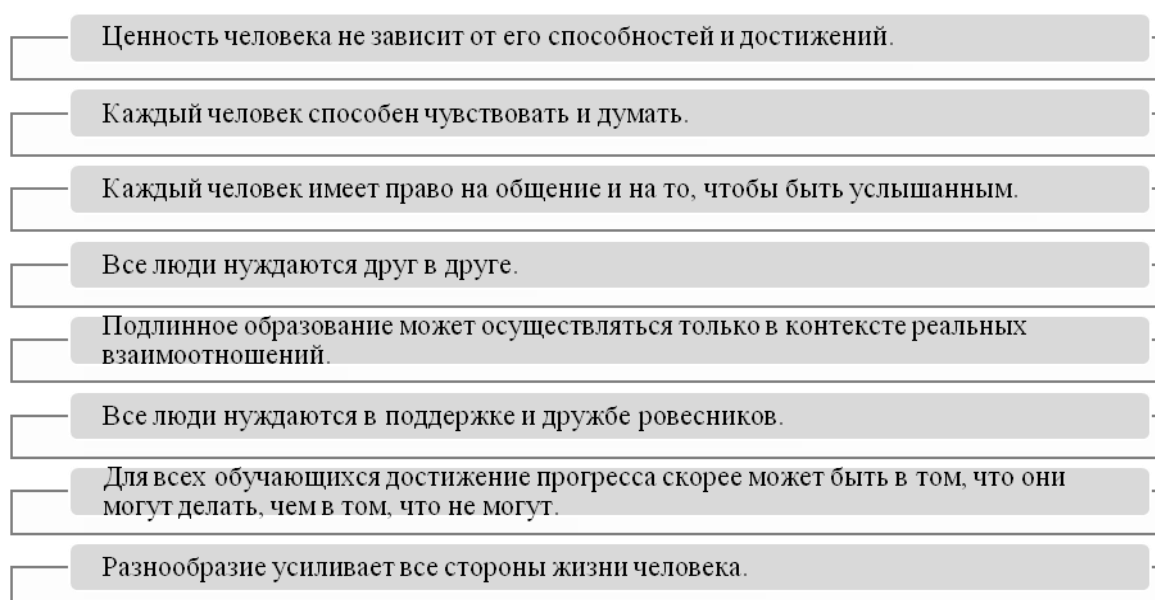 Ценность человека не зависит от его способностей и достижений.
Каждый человек способен чувствовать и думать.
Каждый человек имеет право на общение и на то, чтобы быть услышанным.
Все люди нуждаются друг в друге.
Подлинное образование может осуществляться только в контексте реальных
взаимоотношений.
Все люди нуждаются в поддержке и дружбе ровесников.
Для всех обучающихся достижение прогресса скорее может быть в том, что они
могут делать, чем в том, что не могут.
Разнообразие усиливает все стороны жизни человека.